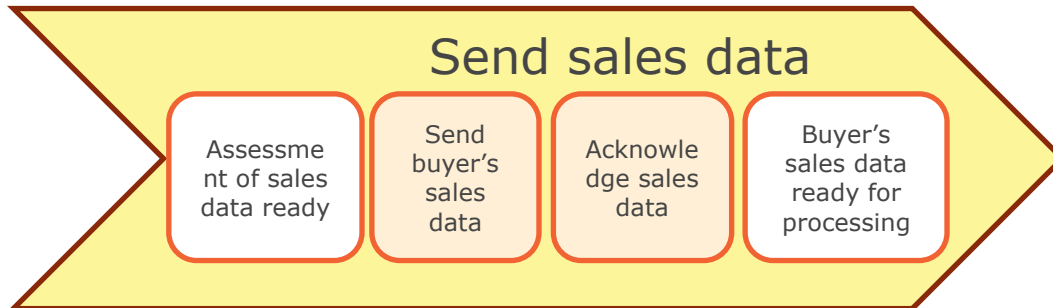 Send sales data
Assessme
nt of sales
data ready
Send
buyer’s
sales
data
Acknowle
dge sales
data
Buyer’s
sales data
ready for
processing